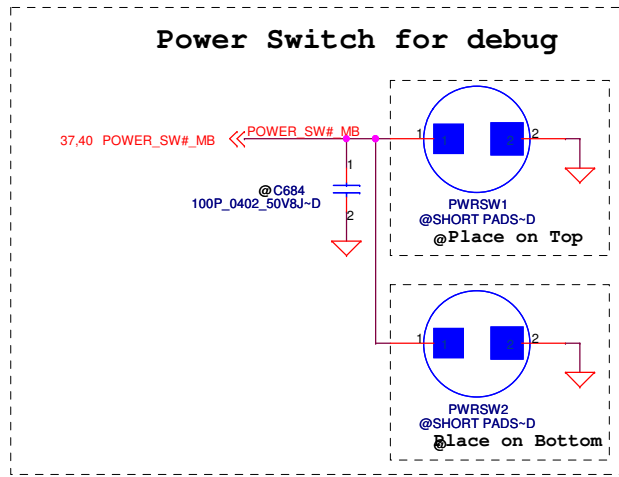 Power Switch for debug
37,40 POWER_SW#_MB
POWER_SW#_MB
1
@C684
100P_0402_50V8J~D
2
1
1
2
2
PWRSW1
@SHORT PADS~D
@Place on Top
1
1
2
2
PWRSW2
@SHORT PADS~D
@Place on Bottom